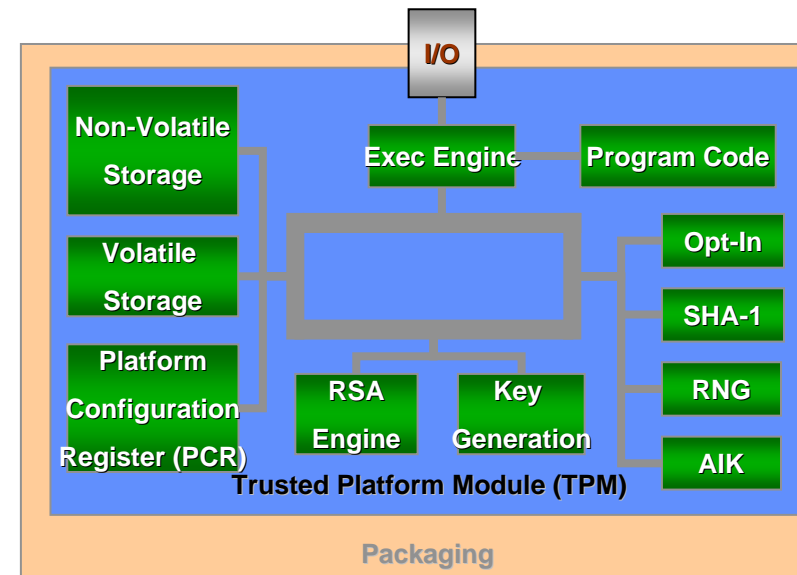 I/O
Non-Volatile
Storage
Exec Engine
Program Code
Volatile
Storage
Opt-In
SHA-1
Platform
Configuration
Register (PCR)
RSA
Engine
Key
Generation
RNG
AIK
Trusted Platform Module (TPM)
Packaging